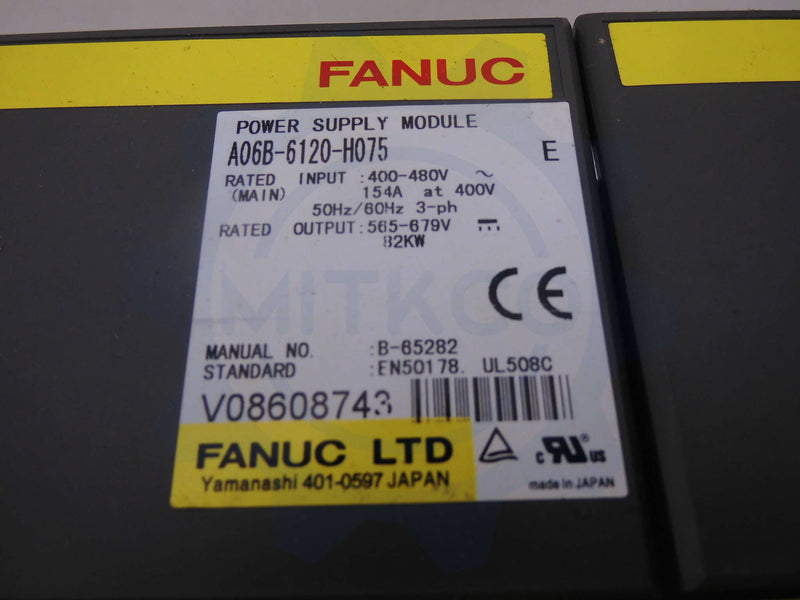 FANUC
POWER SUPPLY MODULE
A06B-6120-H075 E
RATED INPUT :400-480V ~
(MAIN) 154A at 400V
50Hz/60Hz 3-ph
RATED OUTPUT:565-679V ⎓
82KW
CE
MITKCO
MANUAL NO. :B-65282
STANDARD :EN50178, UL508C
V08608743
FANUC LTD
Yamanashi 401-0597 JAPAN
c RU us
made in JAPAN